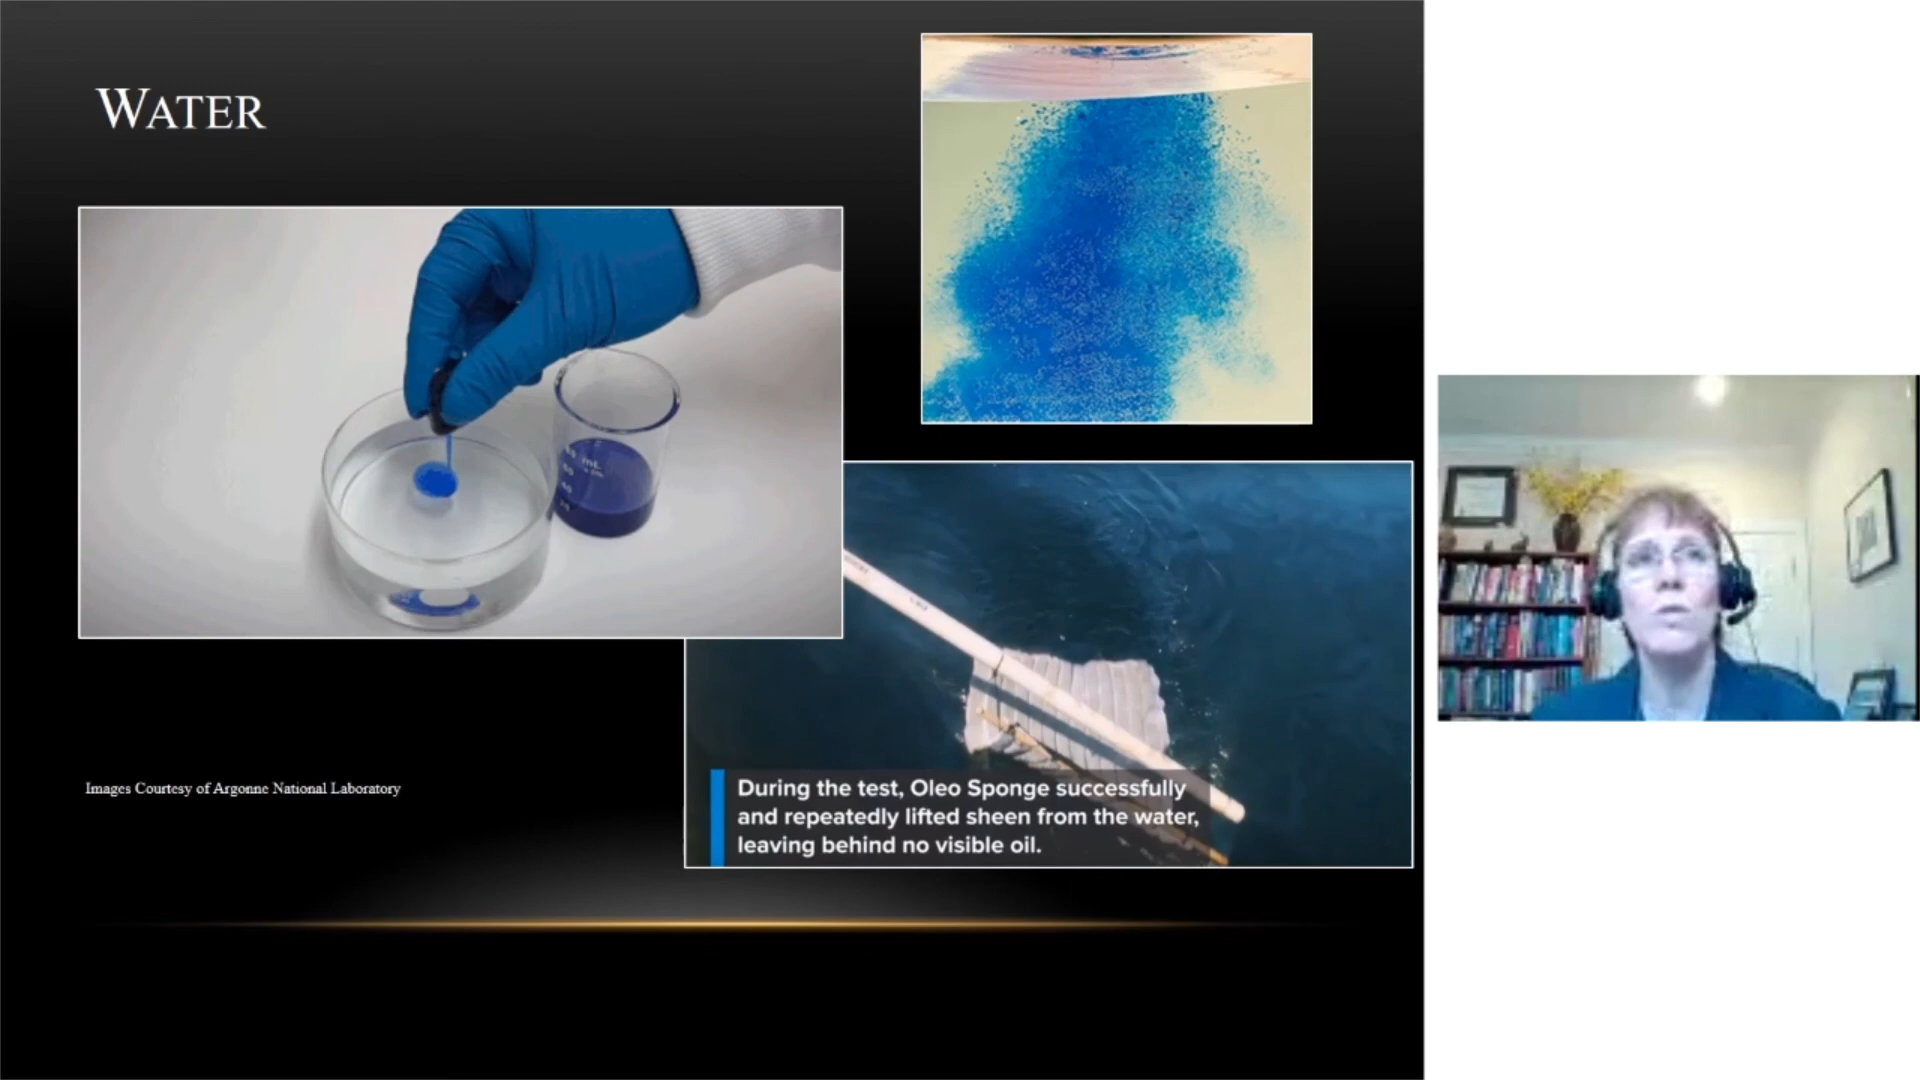 WATER
mL
Images Courtesy of Argonne National Laboratory
During the test, Oleo Sponge successfully
and repeatedly lifted sheen from the water,
leaving behind no visible oil.